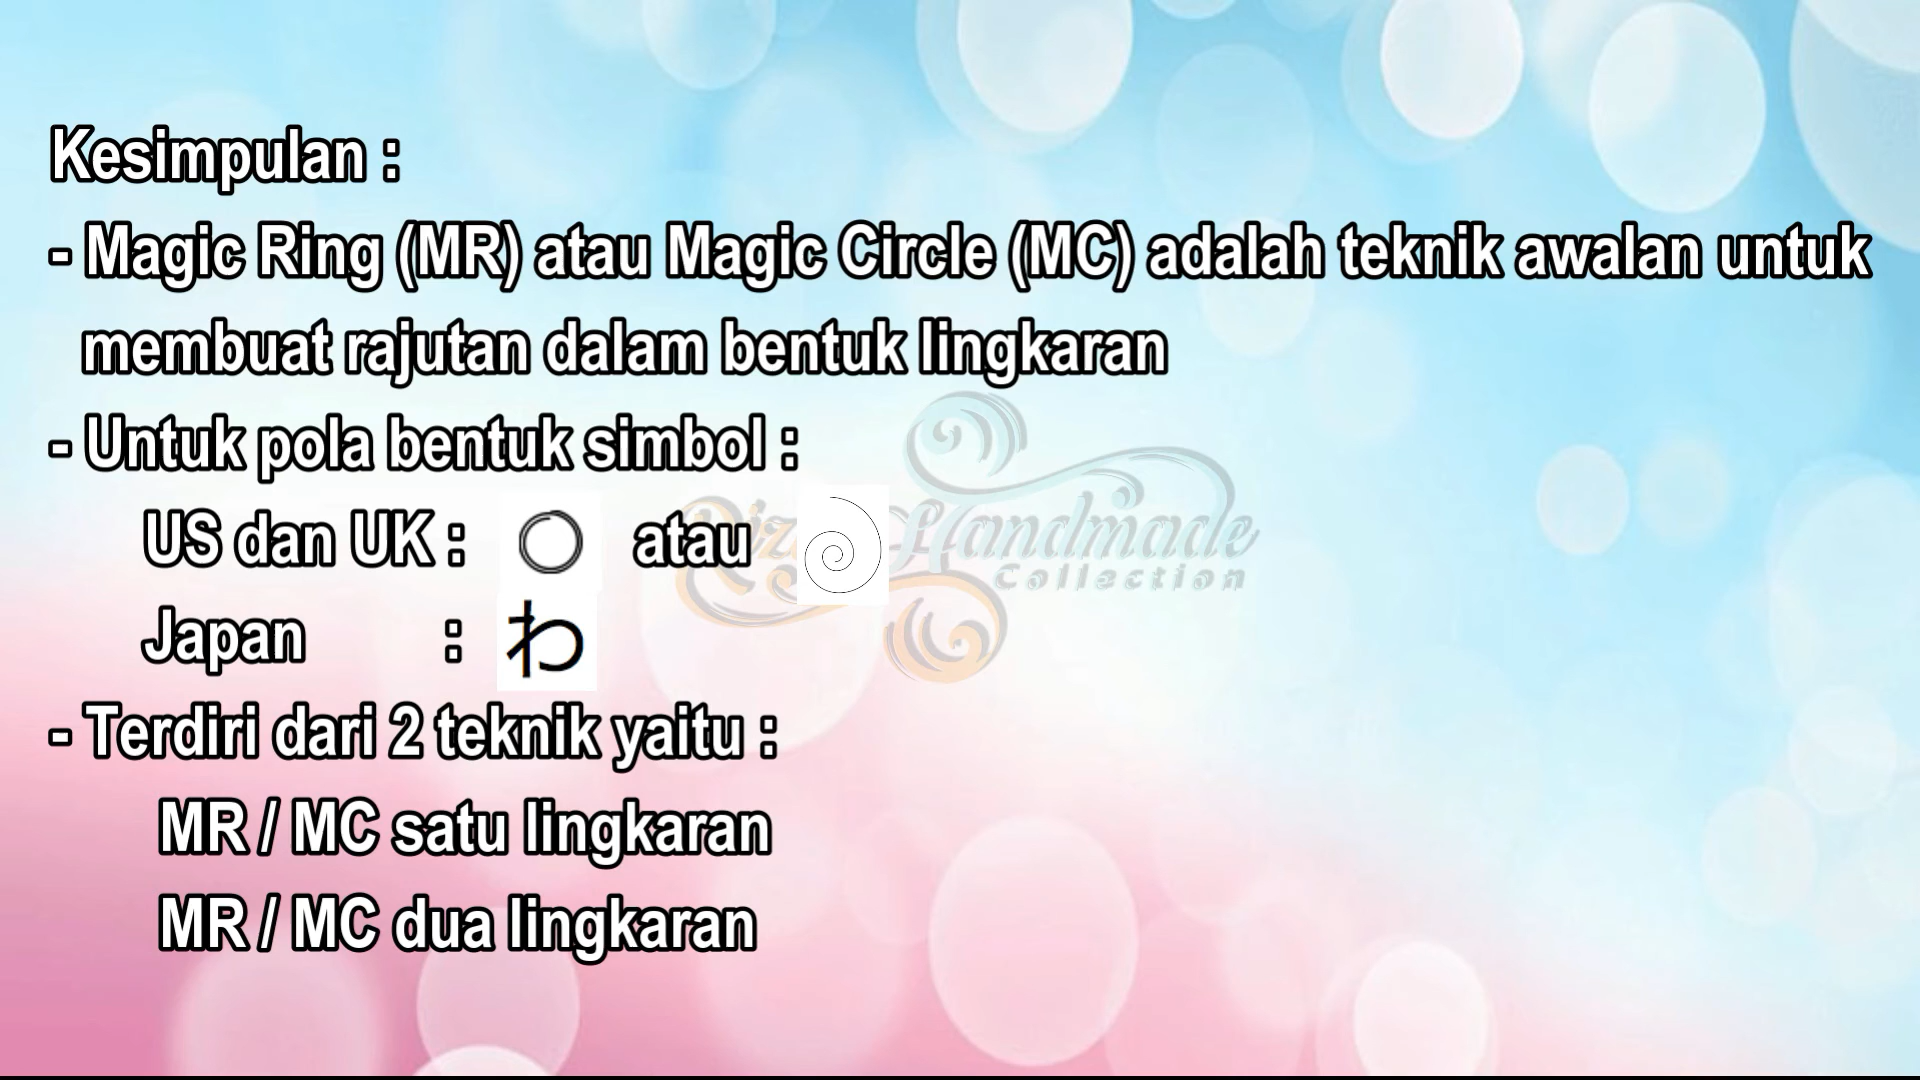 Kesimpulan :
- Magic Ring (MR) atau Magic Circle (MC) adalah teknik awalan untuk
membuat rajutan dalam bentuk lingkaran
- Untuk pola bentuk simbol :
US dan UK : atau
Japan : わ
- Terdiri dari 2 teknik yaitu :
MR / MC satu lingkaran
MR / MC dua lingkaran
Handmade
Collection